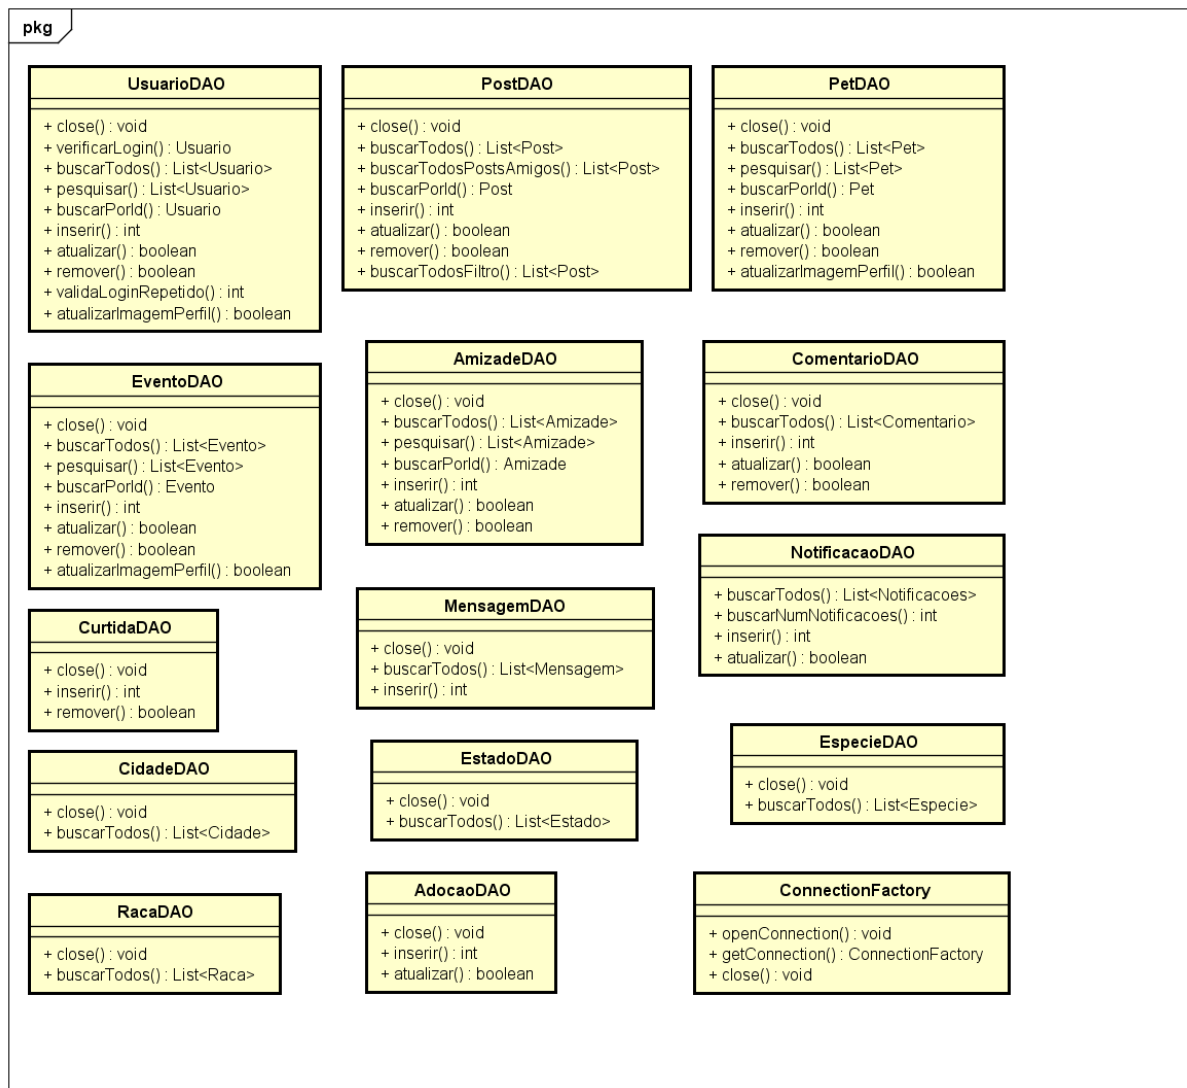 pkg
UsuarioDAO
+ close() : void
+ verificarLogin() : Usuario
+ buscarTodos() : List<Usuario>
+ pesquisar() : List<Usuario>
+ buscarPorId() : Usuario
+ inserir() : int
+ atualizar() : boolean
+ remover() : boolean
+ validaLoginRepetido() : int
+ atualizarImagemPerfil() : boolean
PostDAO
+ close() : void
+ buscarTodos() : List<Post>
+ buscarTodosPostsAmigos() : List<Post>
+ buscarPorId() : Post
+ inserir() : int
+ atualizar() : boolean
+ remover() : boolean
+ buscarTodosFiltro() : List<Post>
PetDAO
+ close() : void
+ buscarTodos() : List<Pet>
+ pesquisar() : List<Pet>
+ buscarPorId() : Pet
+ inserir() : int
+ atualizar() : boolean
+ remover() : boolean
+ atualizarImagemPerfil() : boolean
EventoDAO
+ close() : void
+ buscarTodos() : List<Evento>
+ pesquisar() : List<Evento>
+ buscarPorId() : Evento
+ inserir() : int
+ atualizar() : boolean
+ remover() : boolean
+ atualizarImagemPerfil() : boolean
AmizadeDAO
+ close() : void
+ buscarTodos() : List<Amizade>
+ pesquisar() : List<Amizade>
+ buscarPorId() : Amizade
+ inserir() : int
+ atualizar() : boolean
+ remover() : boolean
ComentarioDAO
+ close() : void
+ buscarTodos() : List<Comentario>
+ inserir() : int
+ atualizar() : boolean
+ remover() : boolean
NotificacaoDAO
+ buscarTodos() : List<Notificacoes>
+ buscarNumNotificacoes() : int
+ inserir() : int
+ atualizar() : boolean
CurtidaDAO
+ close() : void
+ inserir() : int
+ remover() : boolean
MensagemDAO
+ close() : void
+ buscarTodos() : List<Mensagem>
+ inserir() : int
CidadeDAO
+ close() : void
+ buscarTodos() : List<Cidade>
EstadoDAO
+ close() : void
+ buscarTodos() : List<Estado>
EspecieDAO
+ close() : void
+ buscarTodos() : List<Especie>
RacaDAO
+ close() : void
+ buscarTodos() : List<Raca>
AdocaoDAO
+ close() : void
+ inserir() : int
+ atualizar() : boolean
ConnectionFactory
+ openConnection() : void
+ getConnection() : ConnectionFactory
+ close() : void